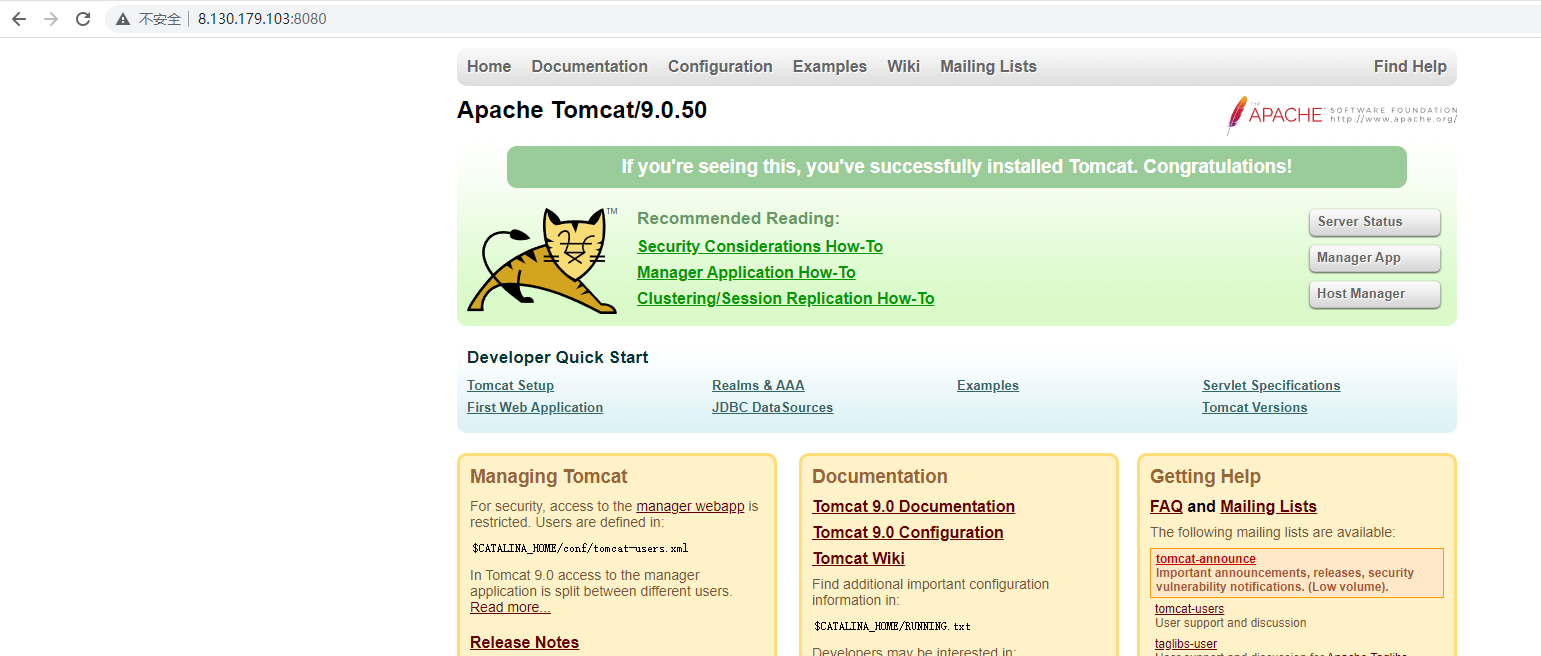 不安全 8.130.179.103:8080
Home Documentation Configuration Examples Wiki Mailing Lists Find Help
Apache Tomcat/9.0.50
THE APACHE SOFTWARE FOUNDATION
http://www.apache.org/
If you're seeing this, you've successfully installed Tomcat. Congratulations!
TM
Recommended Reading:
Security Considerations How-To
Manager Application How-To
Clustering/Session Replication How-To
Server Status
Manager App
Host Manager
Developer Quick Start
Tomcat Setup
First Web Application
Realms & AAA
JDBC DataSources
Examples
Servlet Specifications
Tomcat Versions
Managing Tomcat
For security, access to the manager webapp is
restricted. Users are defined in:
$CATALINA_HOME/conf/tomcat-users.xml
In Tomcat 9.0 access to the manager
application is split between different users.
Read more...
Release Notes
Documentation
Tomcat 9.0 Documentation
Tomcat 9.0 Configuration
Tomcat Wiki
Find additional important configuration
information in:
$CATALINA_HOME/RUNNING.txt
Developers may be interested in:
Getting Help
FAQ and Mailing Lists
The following mailing lists are available:
tomcat-announce
Important announcements, releases, security
vulnerability notifications. (Low volume).
tomcat-users
User support and discussion
taglibs-user
User support and discussion for Apache Taglibs